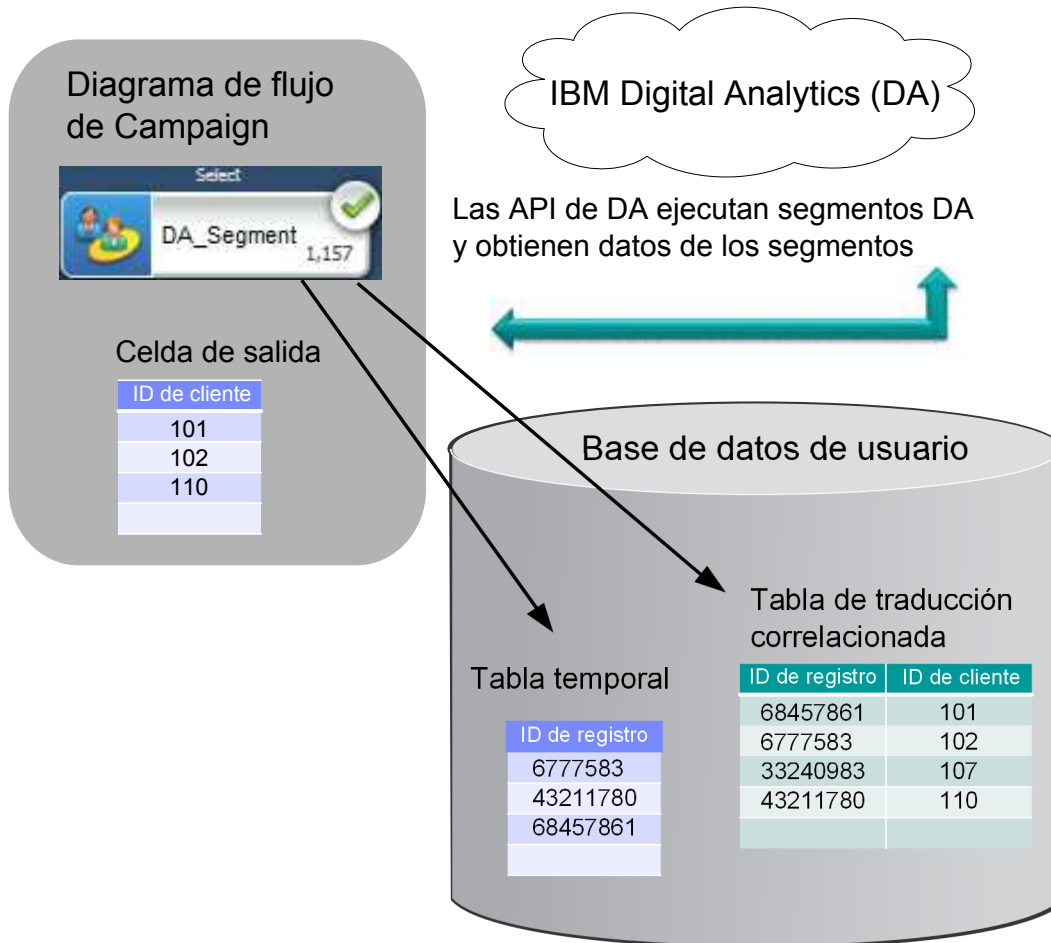 Diagrama de flujo
de Campaign
Select
DA_Segment
1,157
Celda de salida
ID de cliente
101
102
110
IBM Digital Analytics (DA)
Las API de DA ejecutan segmentos DA
y obtienen datos de los segmentos
Base de datos de usuario
Tabla temporal
ID de registro
6777583
43211780
68457861
Tabla de traducción
correlacionada
ID de registro ID de cliente
68457861 101
6777583 102
33240983 107
43211780 110